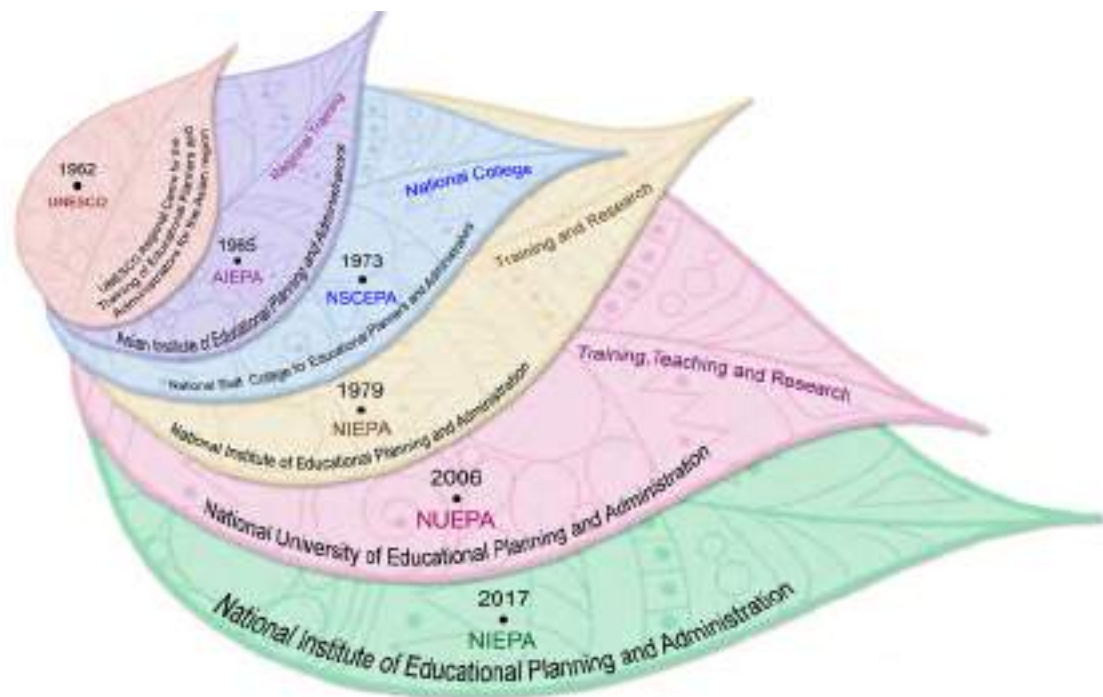 1962
UNESCO
UNESCO Regional Centre for the
Training of Educational Planners and
Administrators for the Asian region
Regional Training
1965
AIEPA
Asian Institute of Educational Planning and Administration
National College
1973
NSCEPA
National Staff College for Educational Planners and Administrators
Training and Research
1979
NIEPA
National Institute of Educational Planning and Administration
Training,Teaching and Research
2006
NUEPA
National University of Educational Planning and Administration
2017
NIEPA
National Institute of Educational Planning and Administration